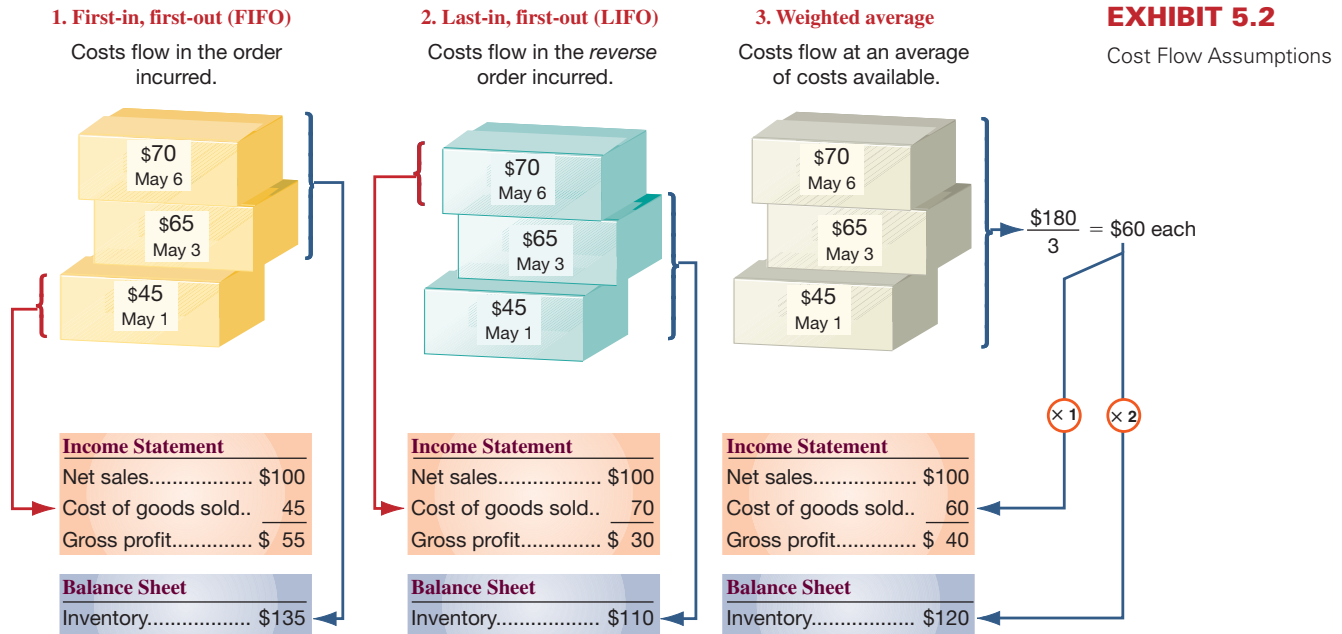 1. First-in, first-out (FIFO)
Costs flow in the order
incurred.
$70
May 6
$65
May 3
$45
May 1
Income Statement
Net sales.................. $100
Cost of goods sold.. 45
Gross profit.............. $ 55
Balance Sheet
Inventory.................. $135
2. Last-in, first-out (LIFO)
Costs flow in the reverse
order incurred.
$70
May 6
$65
May 3
$45
May 1
Income Statement
Net sales.................. $100
Cost of goods sold.. 70
Gross profit.............. $ 30
Balance Sheet
Inventory.................. $110
3. Weighted average
Costs flow at an average
of costs available.
$70
May 6
$65
May 3
$45
May 1
$180
3
= $60 each
× 1
× 2
Income Statement
Net sales.................. $100
Cost of goods sold.. 60
Gross profit.............. $ 40
Balance Sheet
Inventory.................. $120
EXHIBIT 5.2
Cost Flow Assumptions